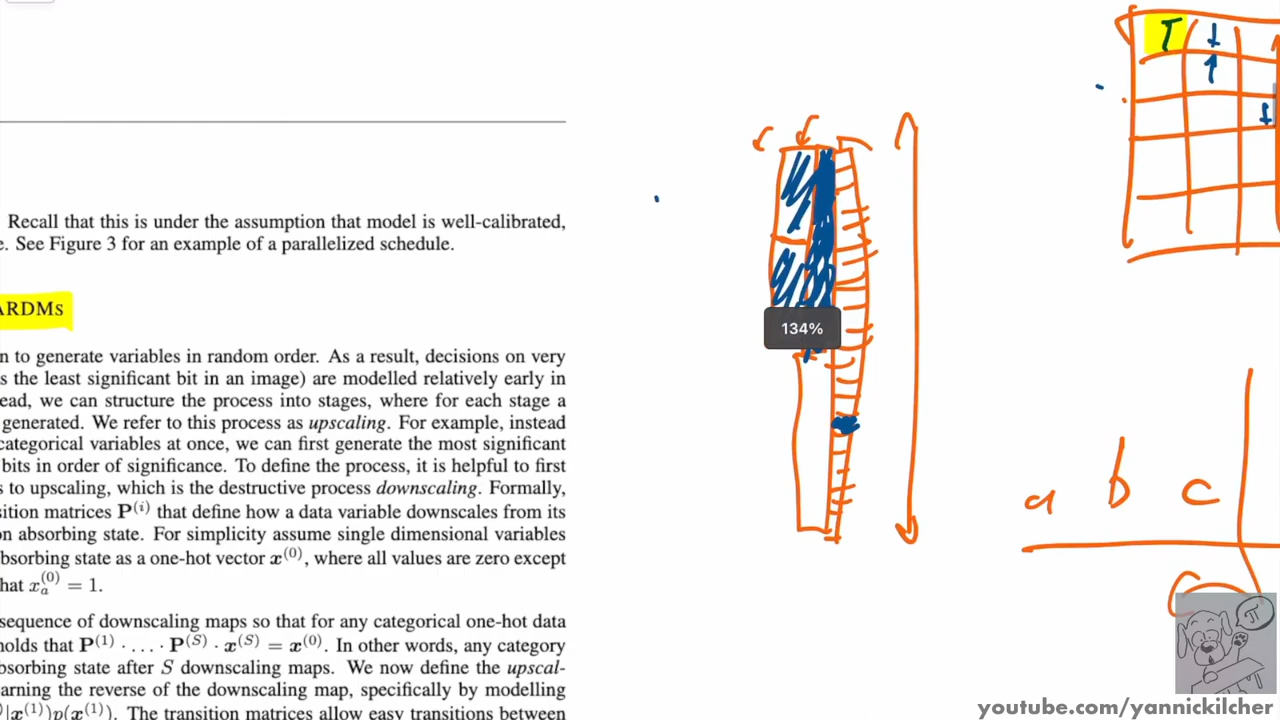 Recall that this is under the assumption that model is well-calibrated,
e. See Figure 3 for an example of a parallelized schedule.
ARDMs
n to generate variables in random order. As a result, decisions on very
s the least significant bit in an image) are modelled relatively early in
ead, we can structure the process into stages, where for each stage a
generated. We refer to this process as upscaling. For example, instead
categorical variables at once, we can first generate the most significant
bits in order of significance. To define the process, it is helpful to first
s to upscaling, which is the destructive process downscaling. Formally,
sition matrices P⁽ⁱ⁾ that define how a data variable downscales from its
on absorbing state. For simplicity assume single dimensional variables
bsorbing state as a one-hot vector x⁽⁰⁾, where all values are zero except
hat xₐ⁽⁰⁾ = 1.
sequence of downscaling maps so that for any categorical one-hot data
holds that P⁽¹⁾ · … · P⁽ˢ⁾ · x⁽ˢ⁾ = x⁽⁰⁾. In other words, any category
bsorbing state after S downscaling maps. We now define the upscal-
arning the reverse of the downscaling map, specifically by modelling
⁾|x⁽¹⁾)p(x⁽¹⁾). The transition matrices allow easy transitions between
134%
T
a b c
π
youtube.com/yannickilcher